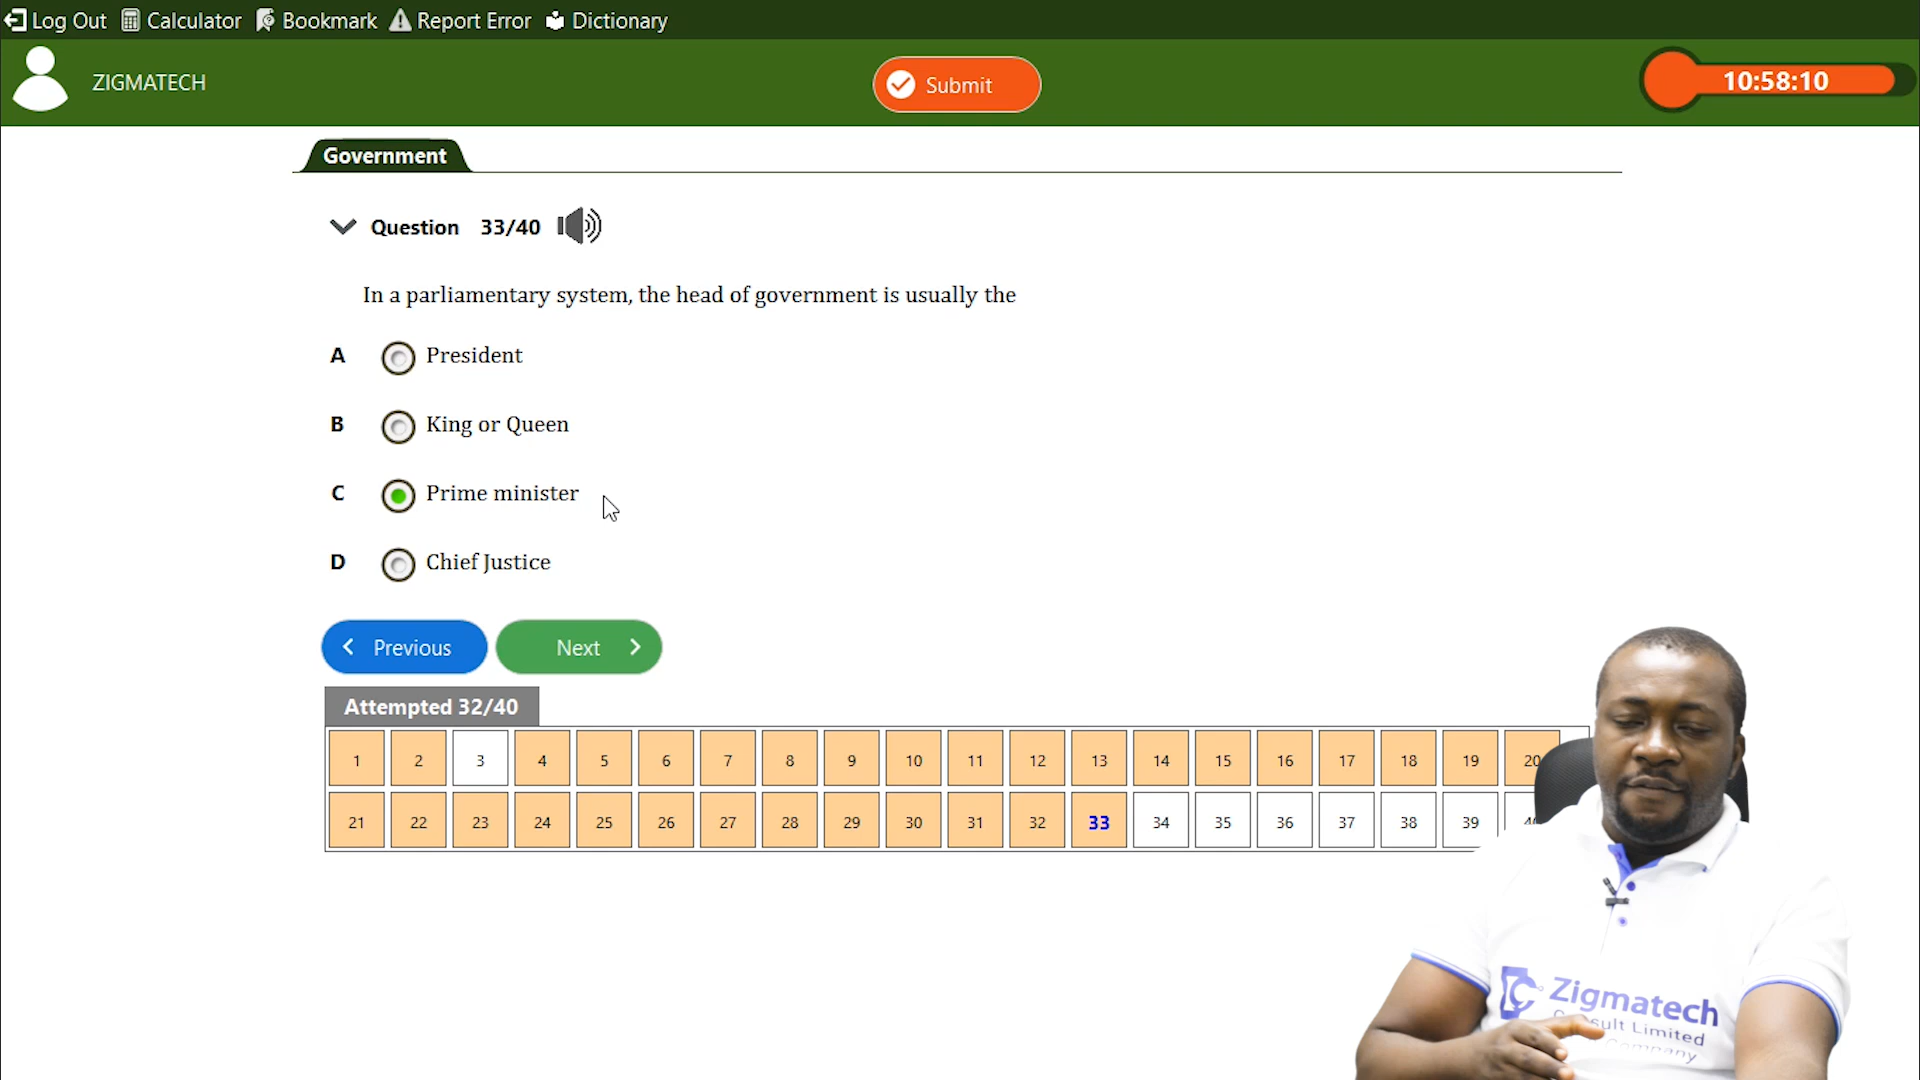 Log Out Calculator Bookmark Report Error Dictionary
ZIGMATECH
Submit
10:58:10
Government
Question 33/40
In a parliamentary system, the head of government is usually the
A President
B King or Queen
C Prime minister
D Chief Justice
Previous Next
Attempted 32/40
1 2 3 4 5 6 7 8 9 10 11 12 13 14 15 16 17 18 19 20
21 22 23 24 25 26 27 28 29 30 31 32 33 34 35 36 37 38 39
Zigmatech
Limited